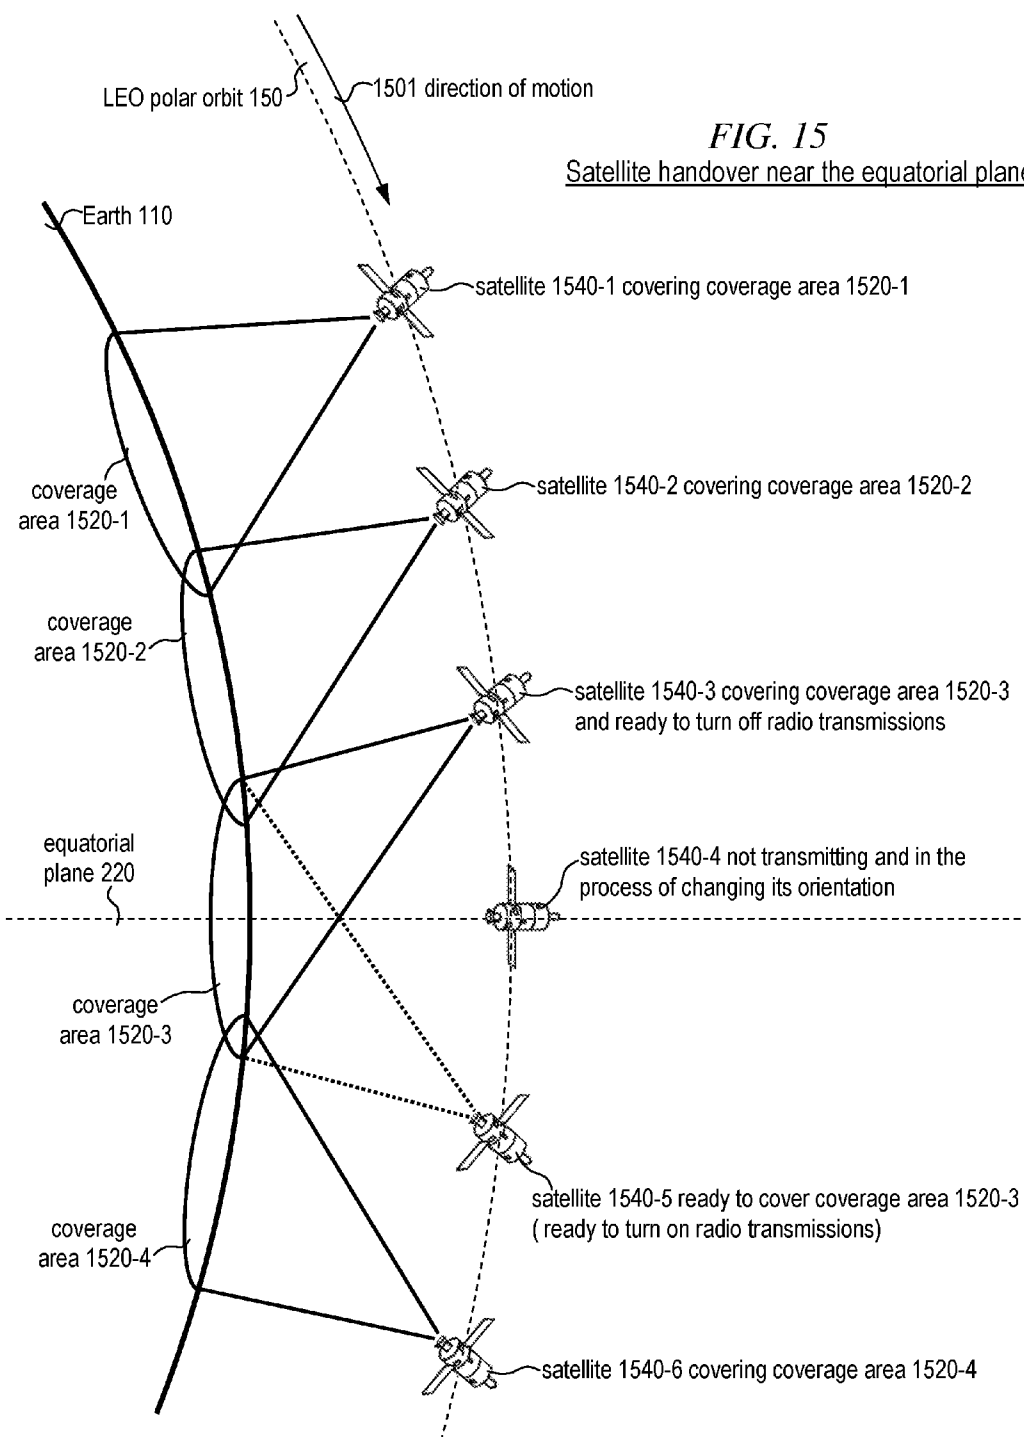 LEO polar orbit 150
1501 direction of motion
FIG. 15
Satellite handover near the equatorial plane
Earth 110
satellite 1540-1 covering coverage area 1520-1
coverage
area 1520-1
satellite 1540-2 covering coverage area 1520-2
coverage
area 1520-2
satellite 1540-3 covering coverage area 1520-3
and ready to turn off radio transmissions
equatorial
plane 220
satellite 1540-4 not transmitting and in the
process of changing its orientation
coverage
area 1520-3
satellite 1540-5 ready to cover coverage area 1520-3
( ready to turn on radio transmissions)
coverage
area 1520-4
satellite 1540-6 covering coverage area 1520-4